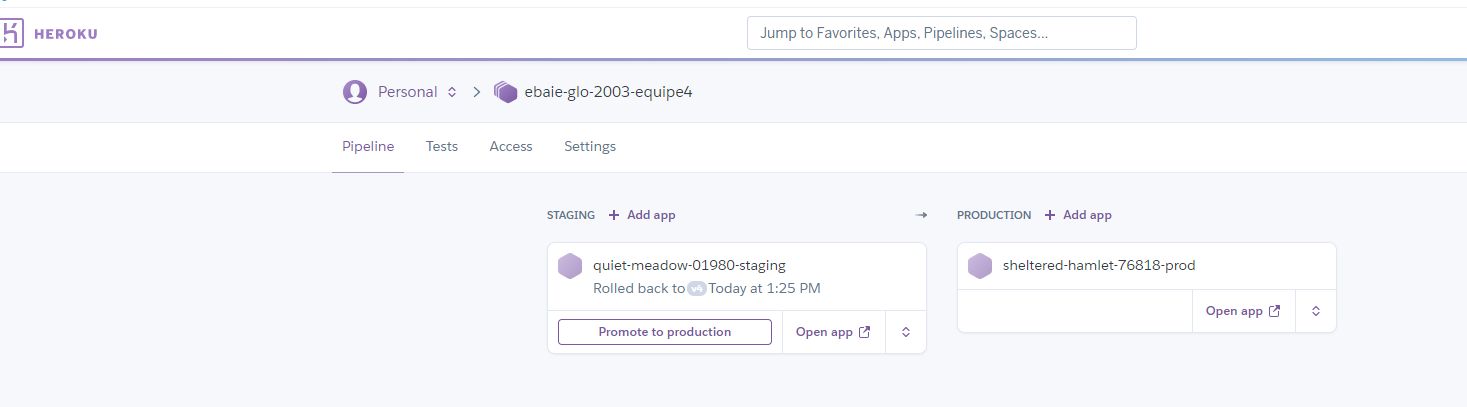 HEROKU
Jump to Favorites, Apps, Pipelines, Spaces...
Personal
ebaie-glo-2003-equipe4
Pipeline Tests Access Settings
STAGING + Add app
quiet-meadow-01980-staging
Rolled back to v4 Today at 1:25 PM
Promote to production Open app
PRODUCTION + Add app
sheltered-hamlet-76818-prod
Open app